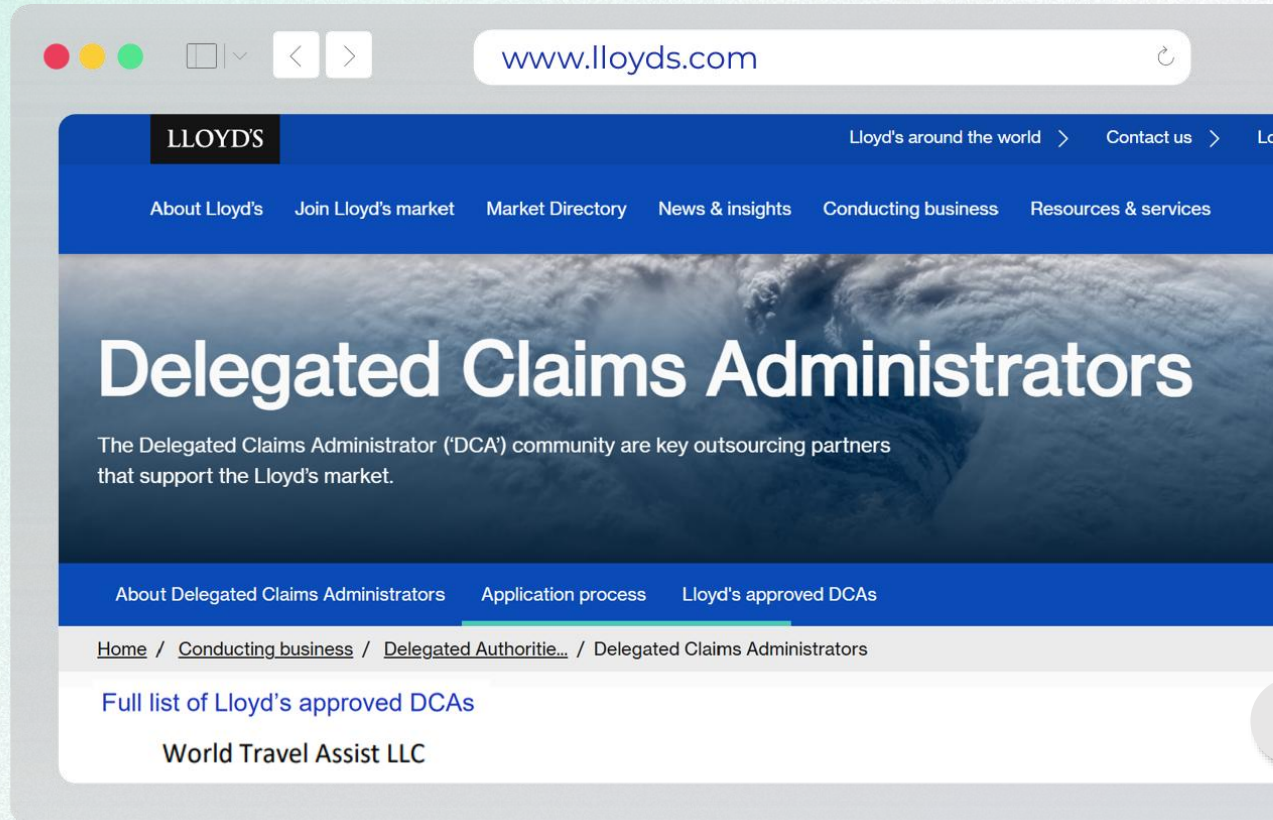 www.lloyds.com
LLOYD'S
Lloyd's around the world
Contact us
About Lloyd's
Join Lloyd's market
Market Directory
News & insights
Conducting business
Resources & services
Delegated Claims Administrators
The Delegated Claims Administrator (‘DCA’) community are key outsourcing partners
that support the Lloyd's market.
About Delegated Claims Administrators
Application process
Lloyd's approved DCAs
Home / Conducting business / Delegated Authoritie... / Delegated Claims Administrators
Full list of Lloyd’s approved DCAs
World Travel Assist LLC